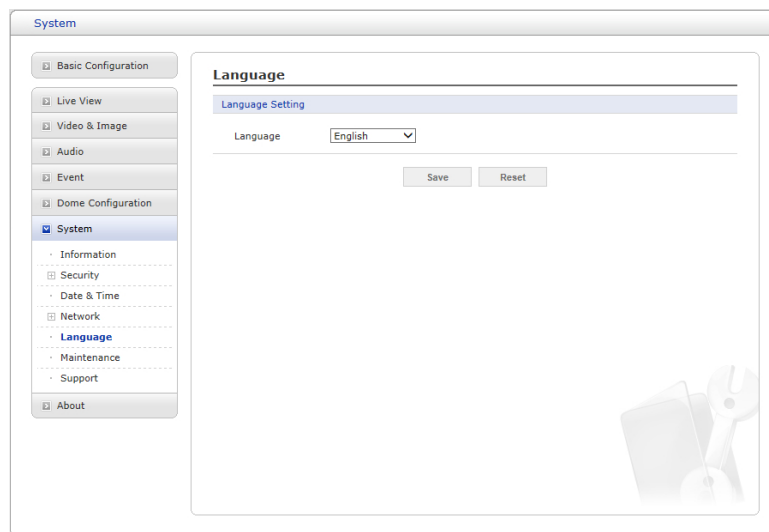 System
Basic Configuration
Live View
Video & Image
Audio
Event
Dome Configuration
System
Information
Security
Date & Time
Network
Language
Maintenance
Support
About
Language
Language Setting
Language English
Save Reset